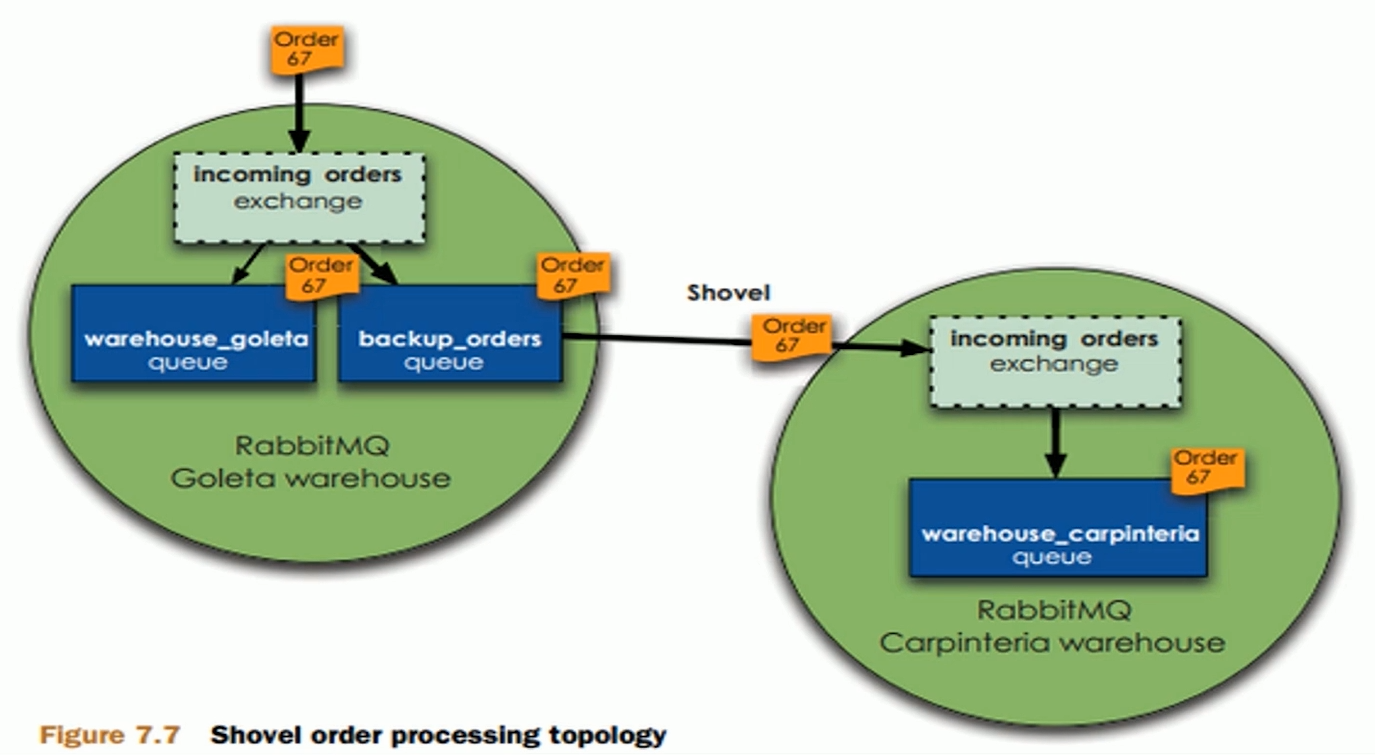 Order
67
incoming orders
exchange
Order
67
Order
67
warehouse_goleta
queue
backup_orders
queue
RabbitMQ
Goleta warehouse
Shovel
Order
67
incoming orders
exchange
Order
67
warehouse_carpinteria
queue
RabbitMQ
Carpinteria warehouse
Figure 7.7 Shovel order processing topology